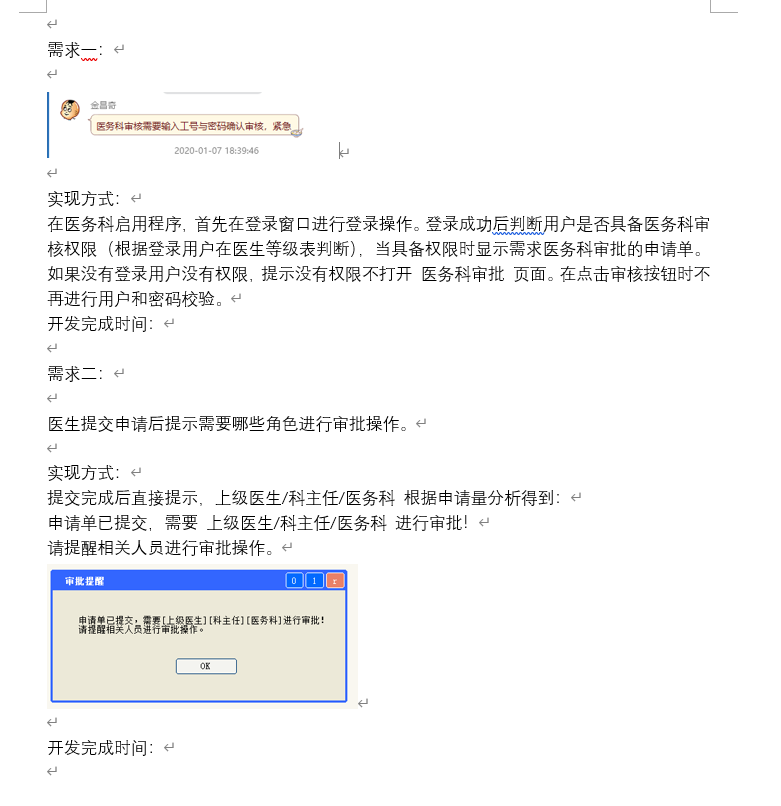 需求一：
金昌奇
医务科审核需要输入工号与密码确认审核，紧急
2020-01-07 18:39:46
实现方式：
在医务科启用程序，首先在登录窗口进行登录操作。登录成功后判断用户是否具备医务科审
核权限（根据登录用户在医生等级表判断），当具备权限时显示需求医务科审批的申请单。
如果没有登录用户没有权限，提示没有权限不打开 医务科审批 页面。在点击审核按钮时不
再进行用户和密码校验。
开发完成时间：
需求二：
医生提交申请后提示需要哪些角色进行审批操作。
实现方式：
提交完成后直接提示，上级医生/科主任/医务科 根据申请量分析得到：
申请单已提交，需要 上级医生/科主任/医务科 进行审批！
请提醒相关人员进行审批操作。
审批提醒 0 1 r
申请单已提交，需要[上级医生][科主任][医务科]进行审批！
请提醒相关人员进行审批操作。
OK
开发完成时间：